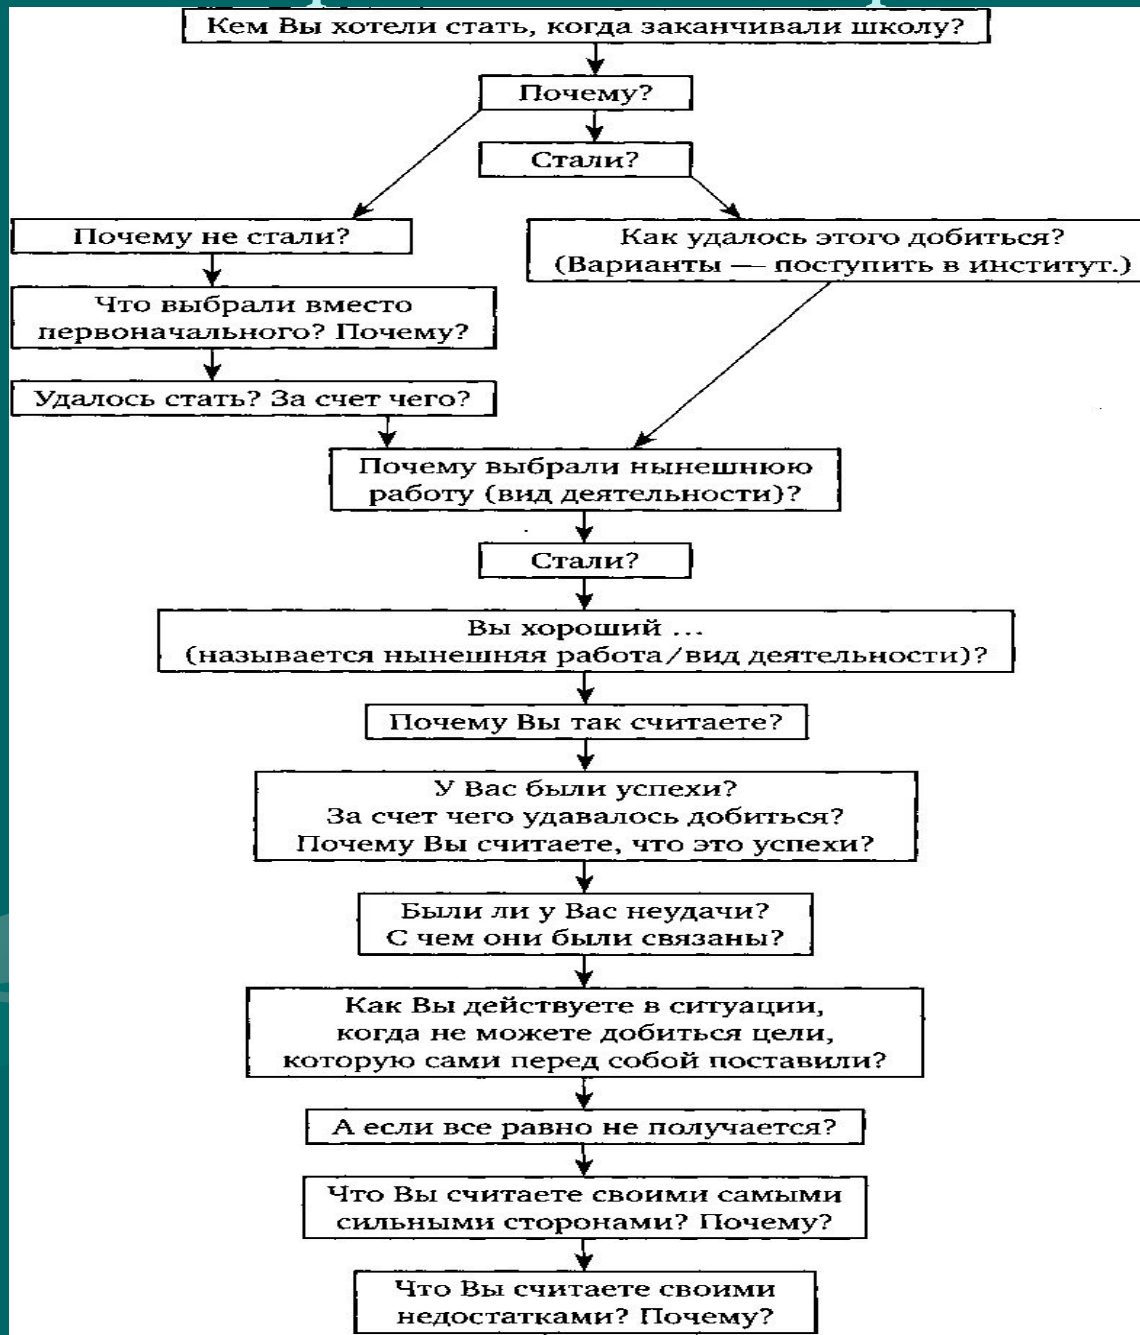 Кем Вы хотели стать, когда заканчивали школу?
Почему?
Стали?
Почему не стали?
Как удалось этого добиться?
(Варианты — поступить в институт.)
Что выбрали вместо
первоначального? Почему?
Удалось стать? За счет чего?
Почему выбрали нынешнюю
работу (вид деятельности)?
Стали?
Вы хороший ...
(называется нынешняя работа/вид деятельности)?
Почему Вы так считаете?
У Вас были успехи?
За счет чего удавалось добиться?
Почему Вы считаете, что это успехи?
Были ли у Вас неудачи?
С чем они были связаны?
Как Вы действуете в ситуации,
когда не можете добиться цели,
которую сами перед собой поставили?
А если все равно не получается?
Что Вы считаете своими самыми
сильными сторонами? Почему?
Что Вы считаете своими
недостатками? Почему?